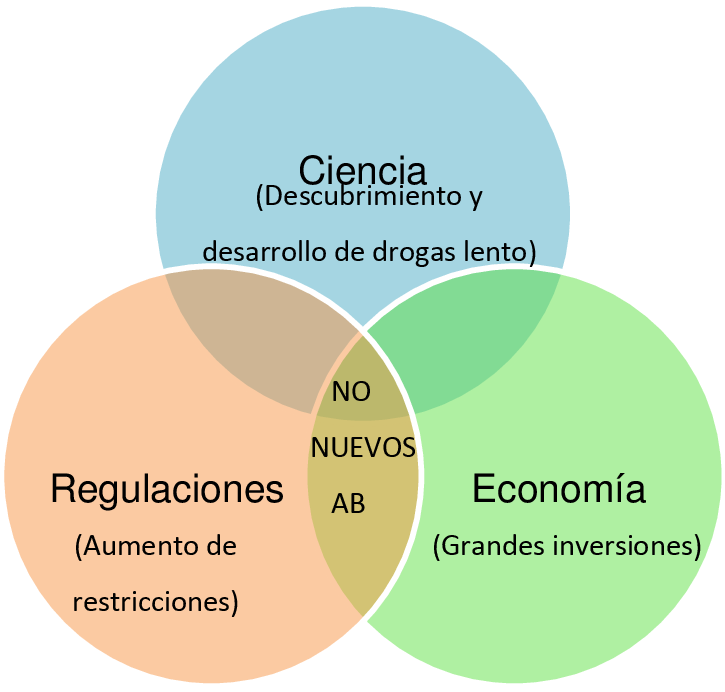 Ciencia
(Descubrimiento y
desarrollo de drogas lento)
NO
NUEVOS
AB
Regulaciones
(Aumento de
restricciones)
Economía
(Grandes inversiones)